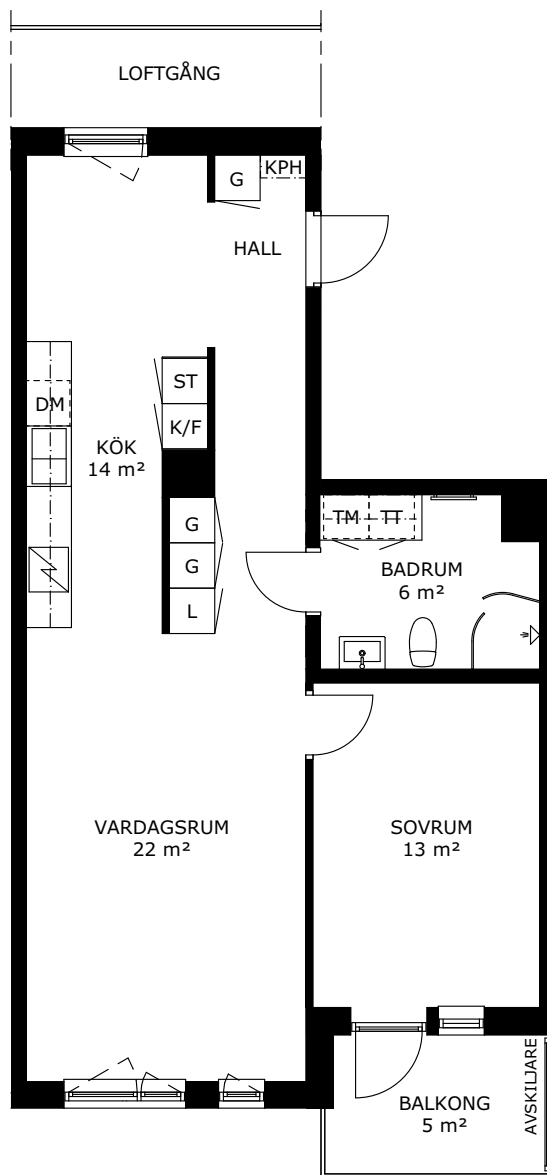 LOFTGÅNG
G
KPH
HALL
ST
DM
K/F
KÖK
14 m²
G
TM
TT
G
BADRUM
6 m²
L
VARDAGSRUM
22 m²
SOVRUM
13 m²
AVSKILJARE
BALKONG
5 m²